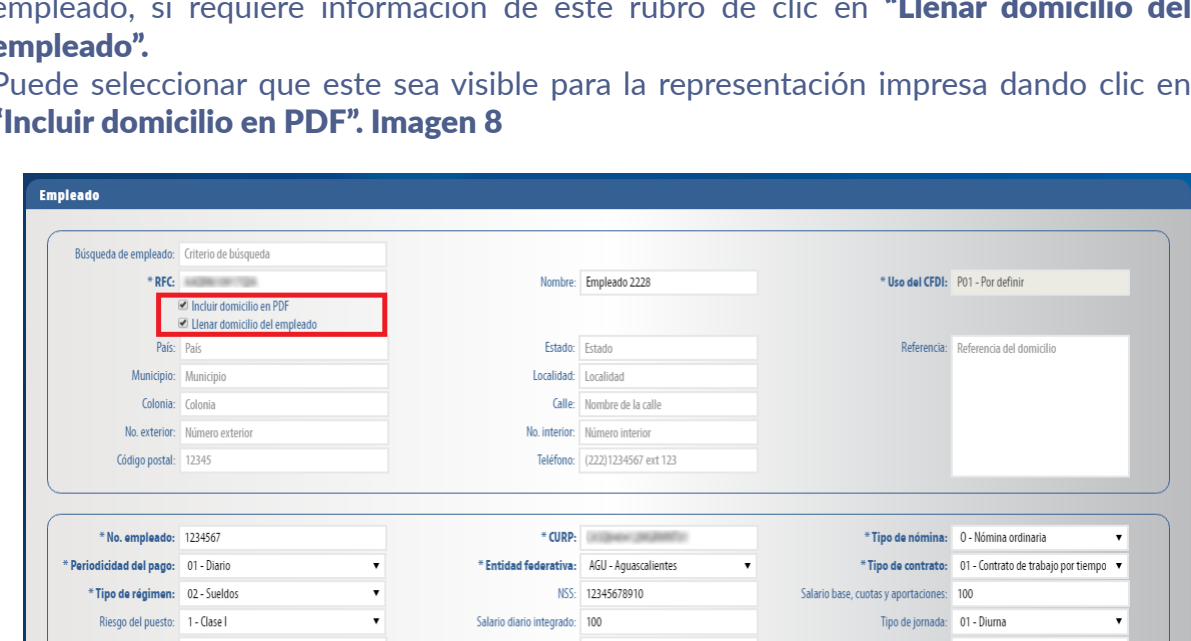 empleado, si requiere información de este rubro de clic en “Llenar domicilio del
empleado”.
Puede seleccionar que este sea visible para la representación impresa dando clic en
“Incluir domicilio en PDF”. Imagen 8
Empleado
Búsqueda de empleado: Criterio de búsqueda
* RFC: Nombre: Empleado 2228 * Uso del CFDI: P01 - Por definir
Incluir domicilio en PDF
Llenar domicilio del empleado
País: País Estado: Estado Referencia: Referencia del domicilio
Municipio: Municipio Localidad: Localidad
Colonia: Colonia Calle: Nombre de la calle
No. exterior: Número exterior No. interior: Número interior
Código postal: 12345 Teléfono: (222)1234567 ext 123
* No. empleado: 1234567 * CURP: * Tipo de nómina: O - Nómina ordinaria
* Periodicidad del pago: 01 - Diario * Entidad federativa: AGU - Aguascalientes * Tipo de contrato: 01 - Contrato de trabajo por tiempo
* Tipo de régimen: 02 - Sueldos NSS: 12345678910 Salario base, cuotas y aportaciones: 100
Riesgo del puesto: 1 - Clase I Salario diario integrado: 100 Tipo de jornada: 01 - Diurna